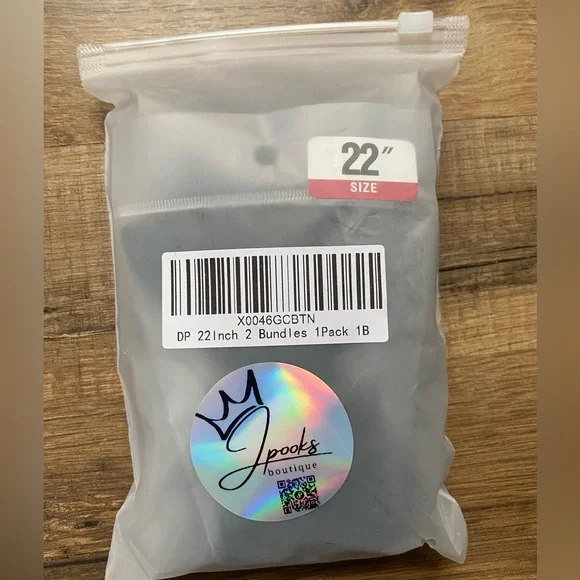 22"
SIZE
X0046GCBTN
DP 22Inch 2 Bundles 1Pack 1B
Jpooks
boutique